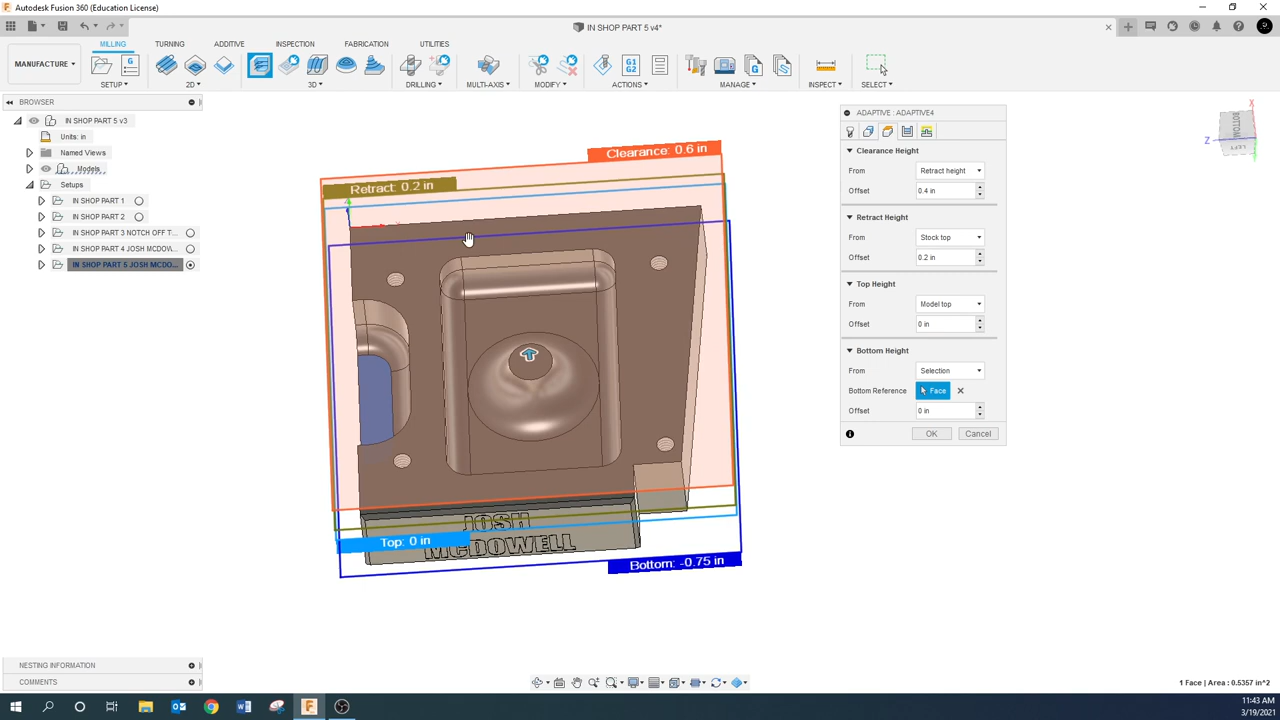 Autodesk Fusion 360 (Education License)
IN SHOP PART 5 v4*
MILLING TURNING ADDITIVE INSPECTION FABRICATION UTILITIES
MANUFACTURE
SETUP 2D 3D DRILLING MULTI-AXIS MODIFY ACTIONS MANAGE INSPECT SELECT
G1
G2
BROWSER
IN SHOP PART 5 v3
Units: in
Named Views
Models
Setups
IN SHOP PART 1
IN SHOP PART 2
IN SHOP PART 3 NOTCH OFF T...
IN SHOP PART 4 JOSH MCDOW...
IN SHOP PART 5 JOSH MCDO...
Clearance: 0.6 in
Retract: 0.2 in
JOSH
MCDOWELL
Top: 0 in
Bottom: -0.75 in
ADAPTIVE : ADAPTIVE4
Clearance Height
From Retract height
Offset 0.4 in
Retract Height
From Stock top
Offset 0.2 in
Top Height
From Model top
Offset 0 in
Bottom Height
From Selection
Bottom Reference Face
Offset 0 in
OK Cancel
X
Z
BOTTOM
LEFT
NESTING INFORMATION
COMMENTS
1 Face | Area : 0.5357 in^2
11:43 AM
3/19/2021